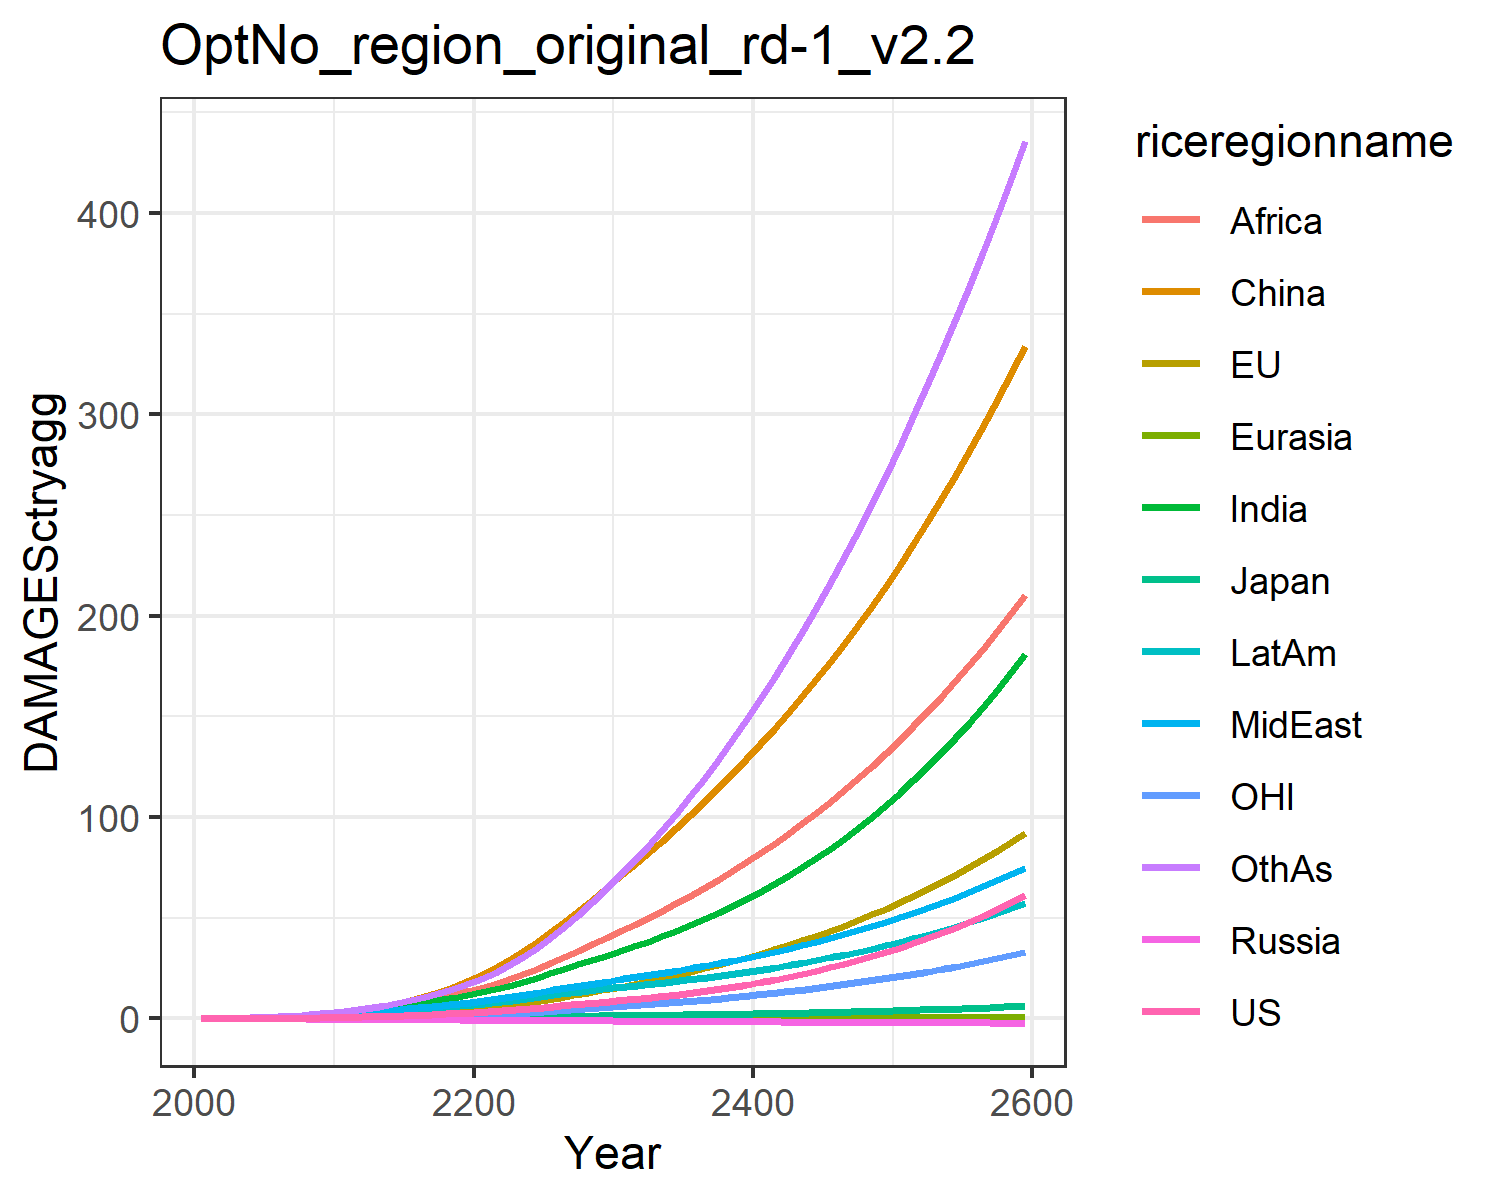 OptNo_region_original_rd-1_v2.2
DAMAGESctryagg
400
300
200
100
0
2000
2200
2400
2600
Year
riceregionname
Africa
China
EU
Eurasia
India
Japan
LatAm
MidEast
OHI
OthAs
Russia
US